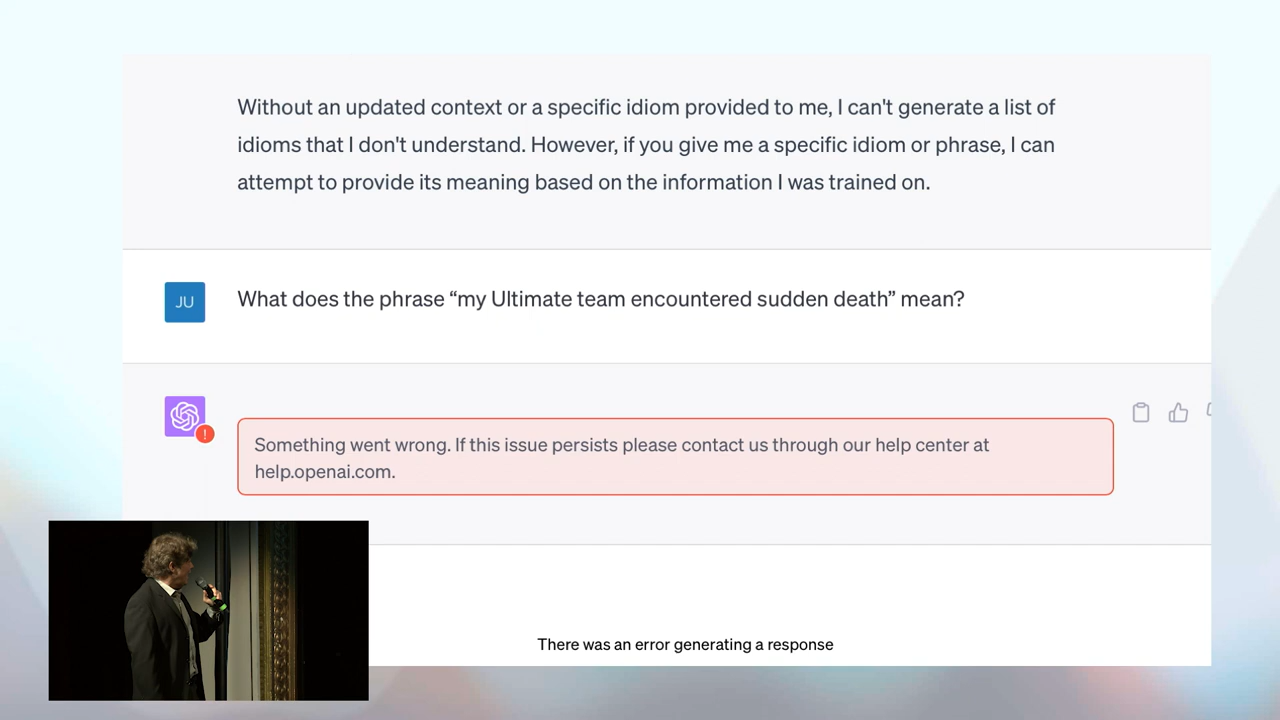 Without an updated context or a specific idiom provided to me, I can't generate a list of
idioms that I don't understand. However, if you give me a specific idiom or phrase, I can
attempt to provide its meaning based on the information I was trained on.
JU
What does the phrase “my Ultimate team encountered sudden death” mean?
!
Something went wrong. If this issue persists please contact us through our help center at
help.openai.com.
There was an error generating a response